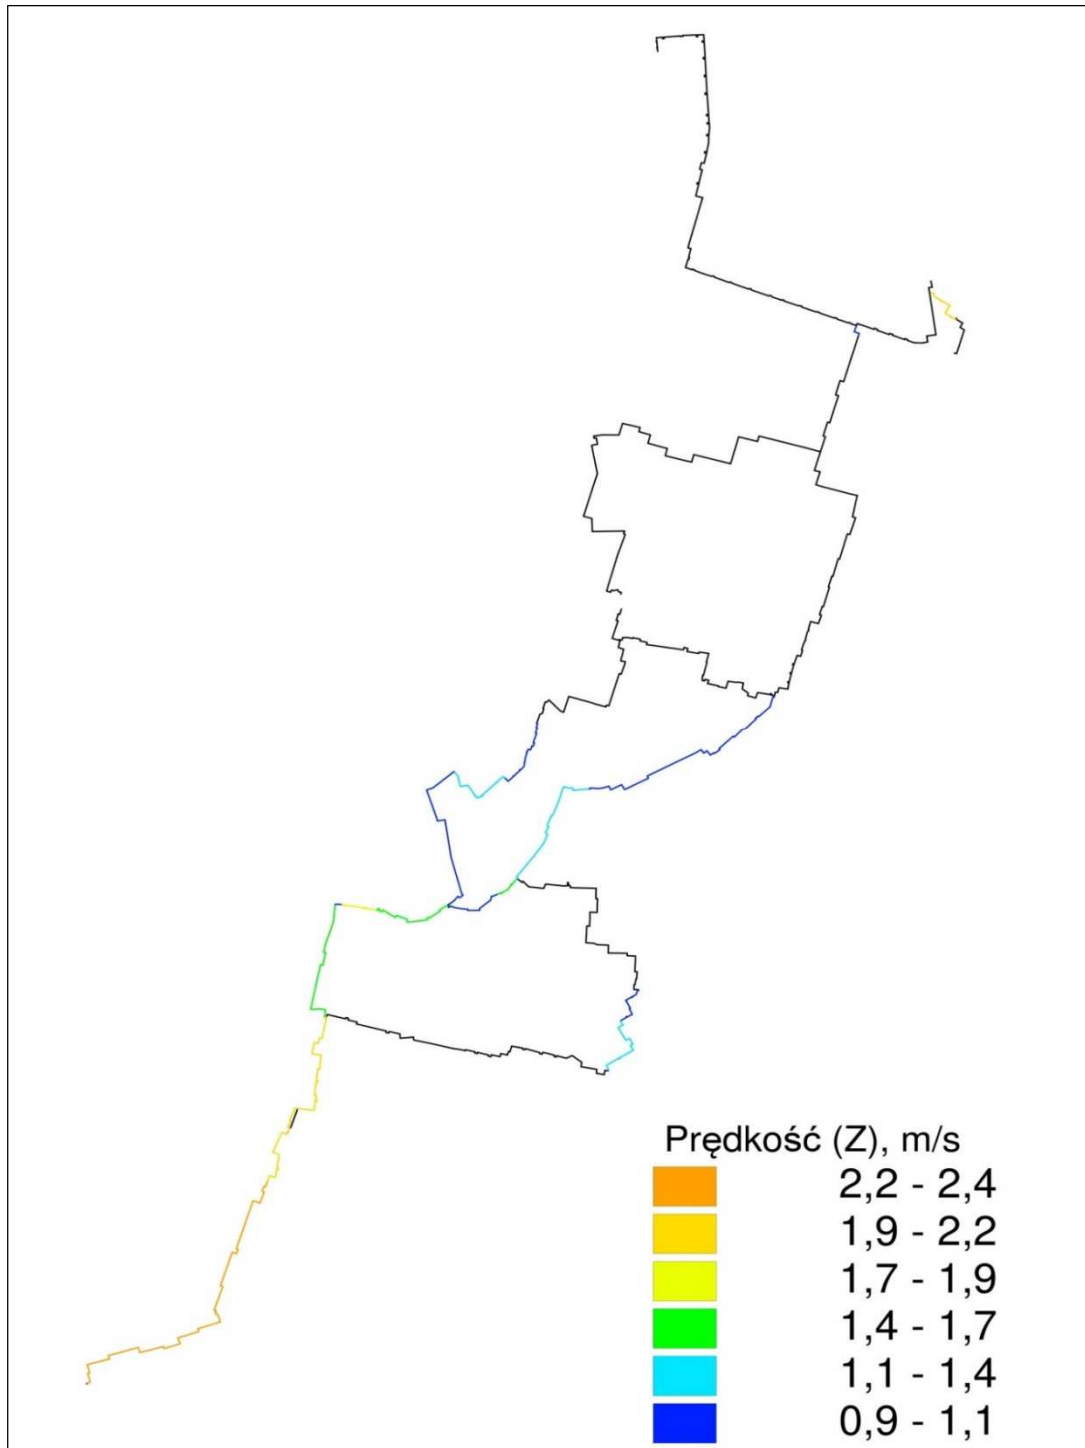 Prędkość (Z), m/s
2,2 - 2,4
1,9 - 2,2
1,7 - 1,9
1,4 - 1,7
1,1 - 1,4
0,9 - 1,1